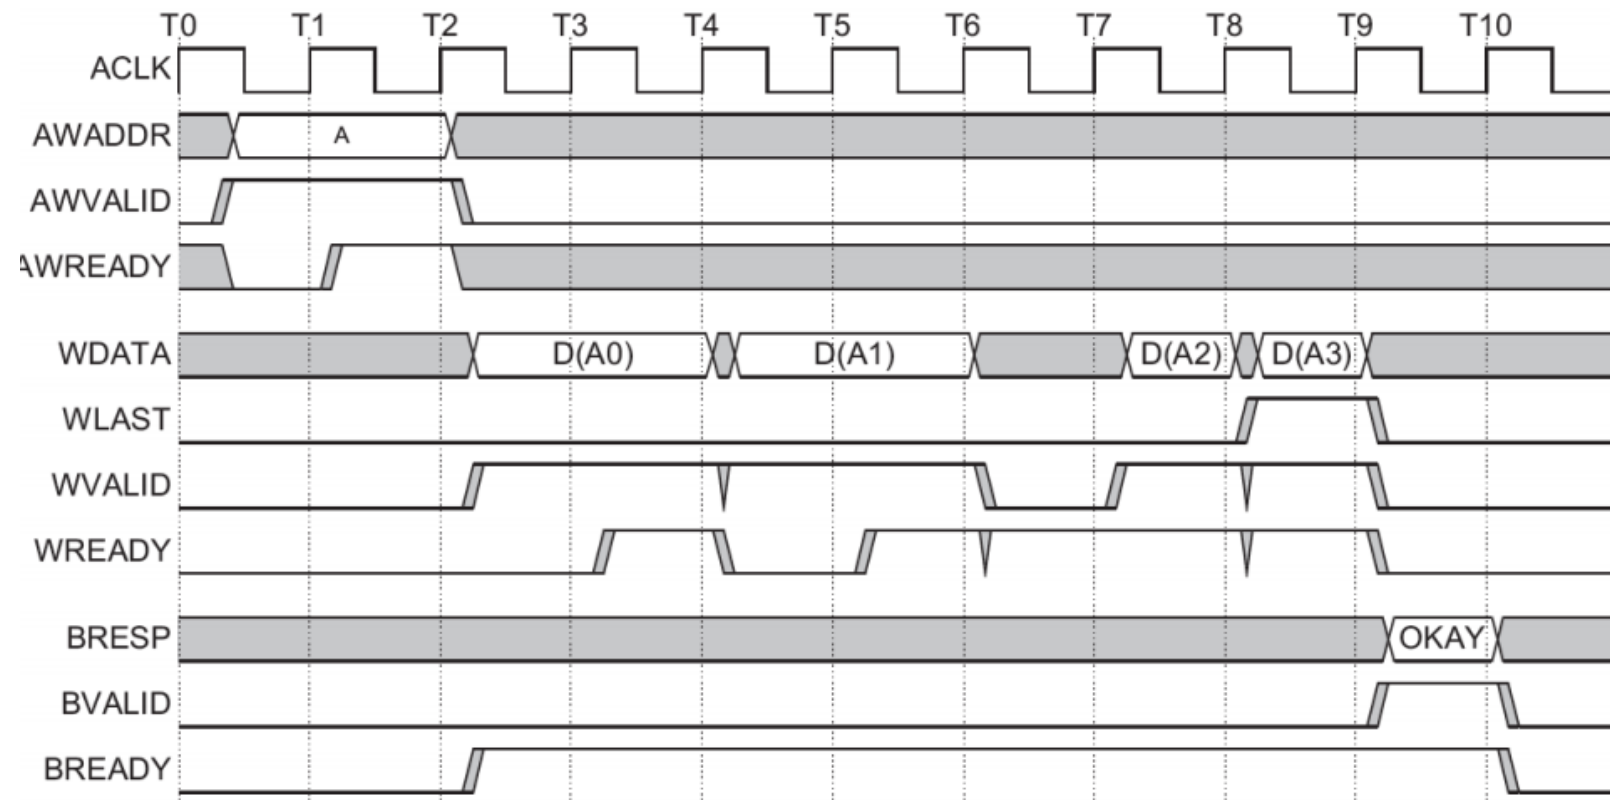 T0 T1 T2 T3 T4 T5 T6 T7 T8 T9 T10
ACLK
AWADDR A
AWVALID
AWREADY
WDATA D(A0) D(A1) D(A2) D(A3)
WLAST
WVALID
WREADY
BRESP OKAY
BVALID
BREADY